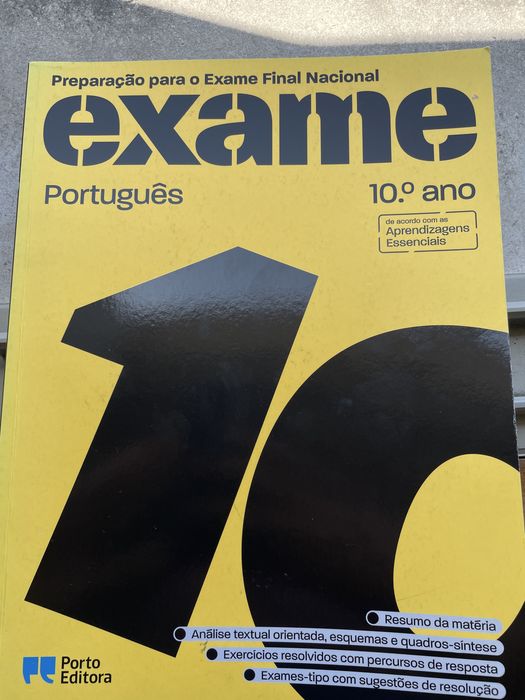 Preparação para o Exame Final Nacional
exame
Português
10.º ano
de acordo com as
Aprendizagens
Essenciais
10
Resumo da matéria
Análise textual orientada, esquemas e quadros-síntese
Exercícios resolvidos com percursos de resposta
Exames-tipo com sugestões de resolução
Porto
Editora